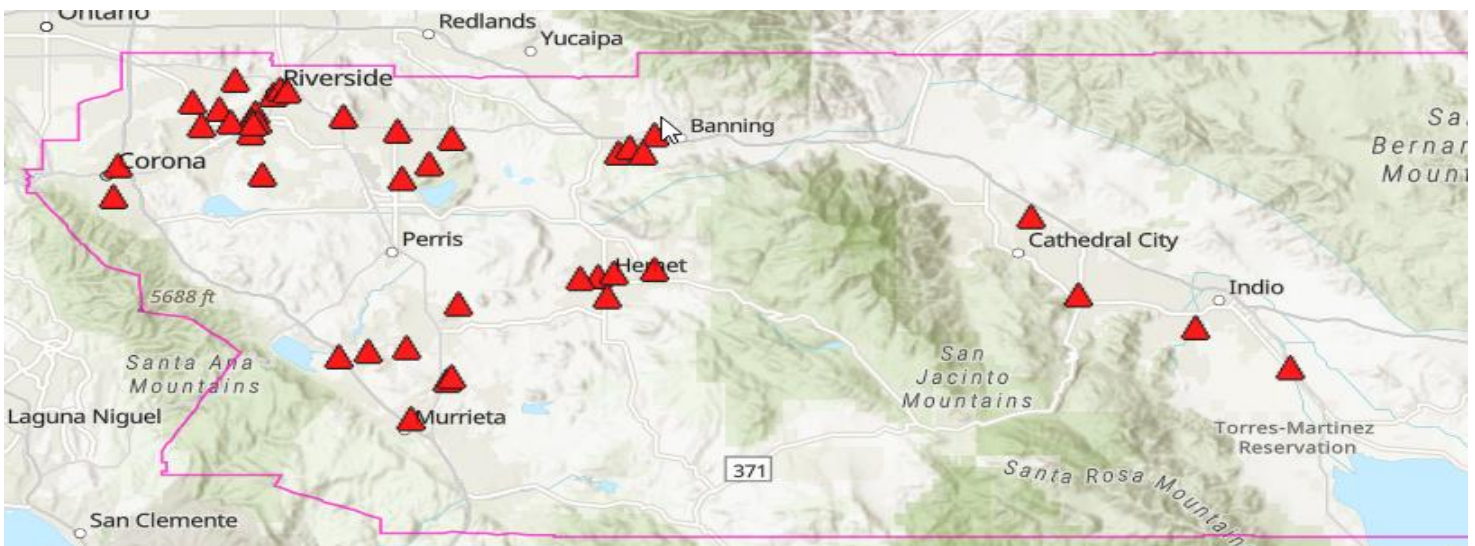 Ontario
Redlands
Yucaipa
Riverside
Banning
Corona
Perris
Hemet
Cathedral City
Indio
5688 ft
Santa Ana
Mountains
San
Jacinto
Mountains
Laguna Niguel
Murrieta
Torres-Martinez
Reservation
371
Santa Rosa Mountain
San Clemente
Sa
Bernar
Mount